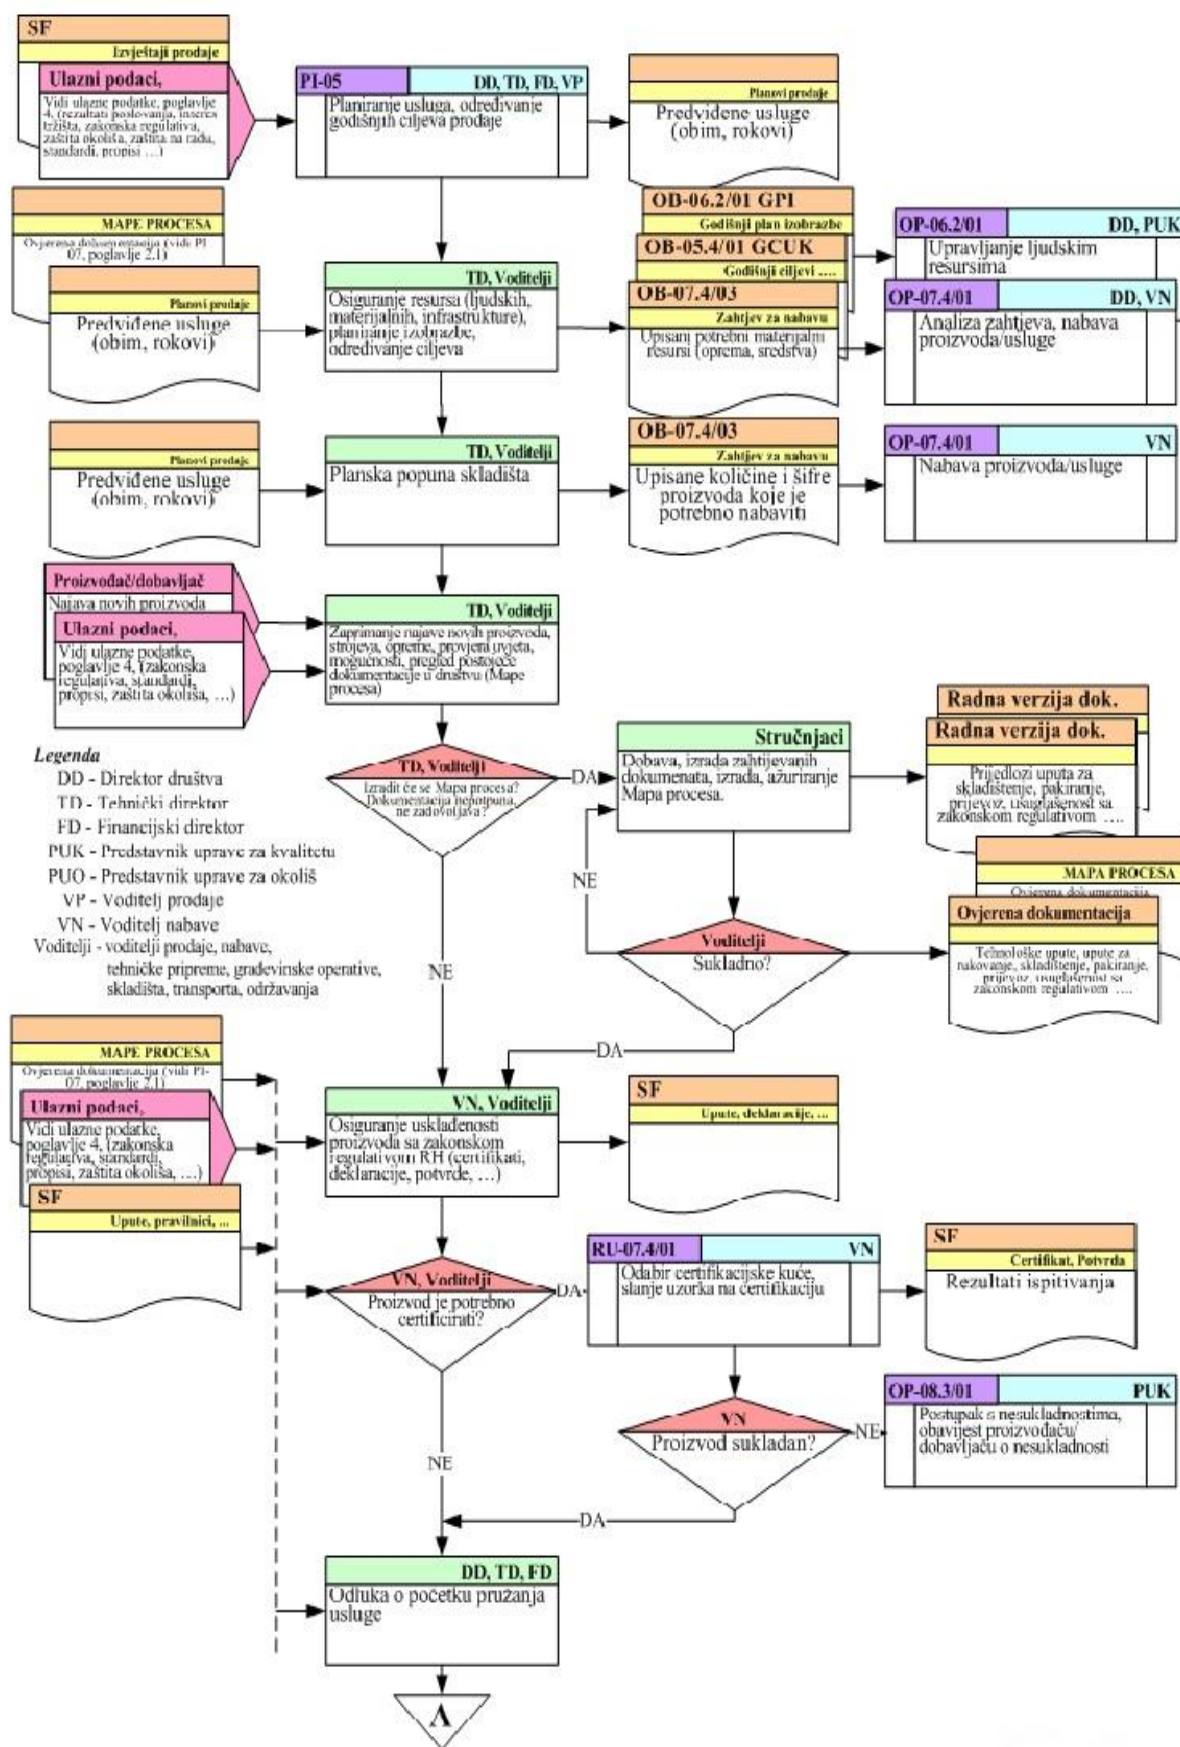 SF
Izvještaji prodaje
Ulazni podaci,
Vidi ulazne podatke, poglavlje
4, (rezultati poslovanja, interes
tržišta, zakonska regulativa,
zaštita okoliša, zaštita na radu,
standardi, propisi ...)
PI-05
DD, TD, FD, VP
Planiranje usluga, određivanje
godišnjih ciljeva prodaje
Planovi prodaje
Predviđene usluge
(obim, rokovi)
MAPE PROCESA
Ovjerena dokumentacija (vidi PI-
07, poglavlje 2.1)
Planovi prodaje
Predviđene usluge
(obim, rokovi)
TD, Voditelji
Osiguranje resursa (ljudskih,
materijalnih, infrastrukture),
planiranje izobrazbe,
određivanje ciljeva
OB-06.2/01 GPI
Godišnji plan izobrazbe
OB-05.4/01 GCUK
Godišnji ciljevi ....
OB-07.4/03
Zahtjev za nabavu
Upisani potrebni materijalni
resursi (oprema, sredstva)
OP-06.2/01
DD, PUK
Upravljanje ljudskim
resursima
OP-07.4/01
DD, VN
Analiza zahtjeva, nabava
proizvoda/usluge
Planovi prodaje
Predviđene usluge
(obim, rokovi)
TD, Voditelji
Planska popuna skladišta
OB-07.4/03
Zahtjev za nabavu
Upisane količine i šifre
proizvoda koje je
potrebno nabaviti
OP-07.4/01
VN
Nabava proizvoda/usluge
Proizvođač/dobavljač
Najava novih proizvoda
Ulazni podaci,
Vidi ulazne podatke,
poglavlje 4, (zakonska
regulativa, standardi,
propisi, zaštita okoliša, ...)
TD, Voditelji
Zaprimanje najave novih proizvoda,
strojeva, opreme, provjera uvjeta,
mogućnosti, pregled postojeće
dokumentacije u društvu (Mape
procesa)
Legenda
DD - Direktor društva
TD - Tehnički direktor
FD - Financijski direktor
PUK - Predstavnik uprave za kvalitetu
PUO - Predstavnik uprave za okoliš
VP - Voditelj prodaje
VN - Voditelj nabave
Voditelji - voditelji prodaje, nabave,
tehničke pripreme, građevinske operative,
skladišta, transporta, održavanja
TD, Voditelji
Izradit će se Mapa procesa?
Dokumentacija nepotpuna,
ne zadovoljava?
DA
NE
Stručnjaci
Dobava, izrada zahtijevanih
dokumenata, izrada, ažuriranje
Mapa procesa.
Radna verzija dok.
Radna verzija dok.
Prijedlozi uputa za
skladištenje, pakiranje,
prijevoz, usuglašenost sa
zakonskom regulativom ....
NE
MAPA PROCESA
Ovjerena dokumentacija
Ovjerena dokumentacija
Tehnološke upute, upute za
rukovanje, skladištenje, pakiranje,
prijevoz, usuglašenost sa
zakonskom regulativom ....
Voditelji
Sukladno?
DA
MAPE PROCESA
Ovjerena dokumentacija (vidi PI-
07, poglavlje 2.1)
Ulazni podaci,
Vidi ulazne podatke,
poglavlje 4, (zakonska
regulativa, standardi,
propisi, zaštita okoliša, ...)
SF
Upute, pravilnici, ...
VN, Voditelji
Osiguranje usklađenosti
proizvoda sa zakonskom
regulativom RH (certifikati,
deklaracije, potvrde, ...)
SF
Upute, deklaracije, ...
VN, Voditelji
Proizvod je potrebno
certificirati?
DA
NE
RU-07.4/01
VN
Odabir certifikacijske kuće,
slanje uzorka na certifikaciju
SF
Certifikat, Potvrda
Rezultati ispitivanja
VN
Proizvod sukladan?
NE
OP-08.3/01
PUK
Postupak s nesukladnostima,
obavijest proizvođaču/
dobavljaču o nesukladnosti
DA
DD, TD, FD
Odluka o početku pružanja
usluge
A